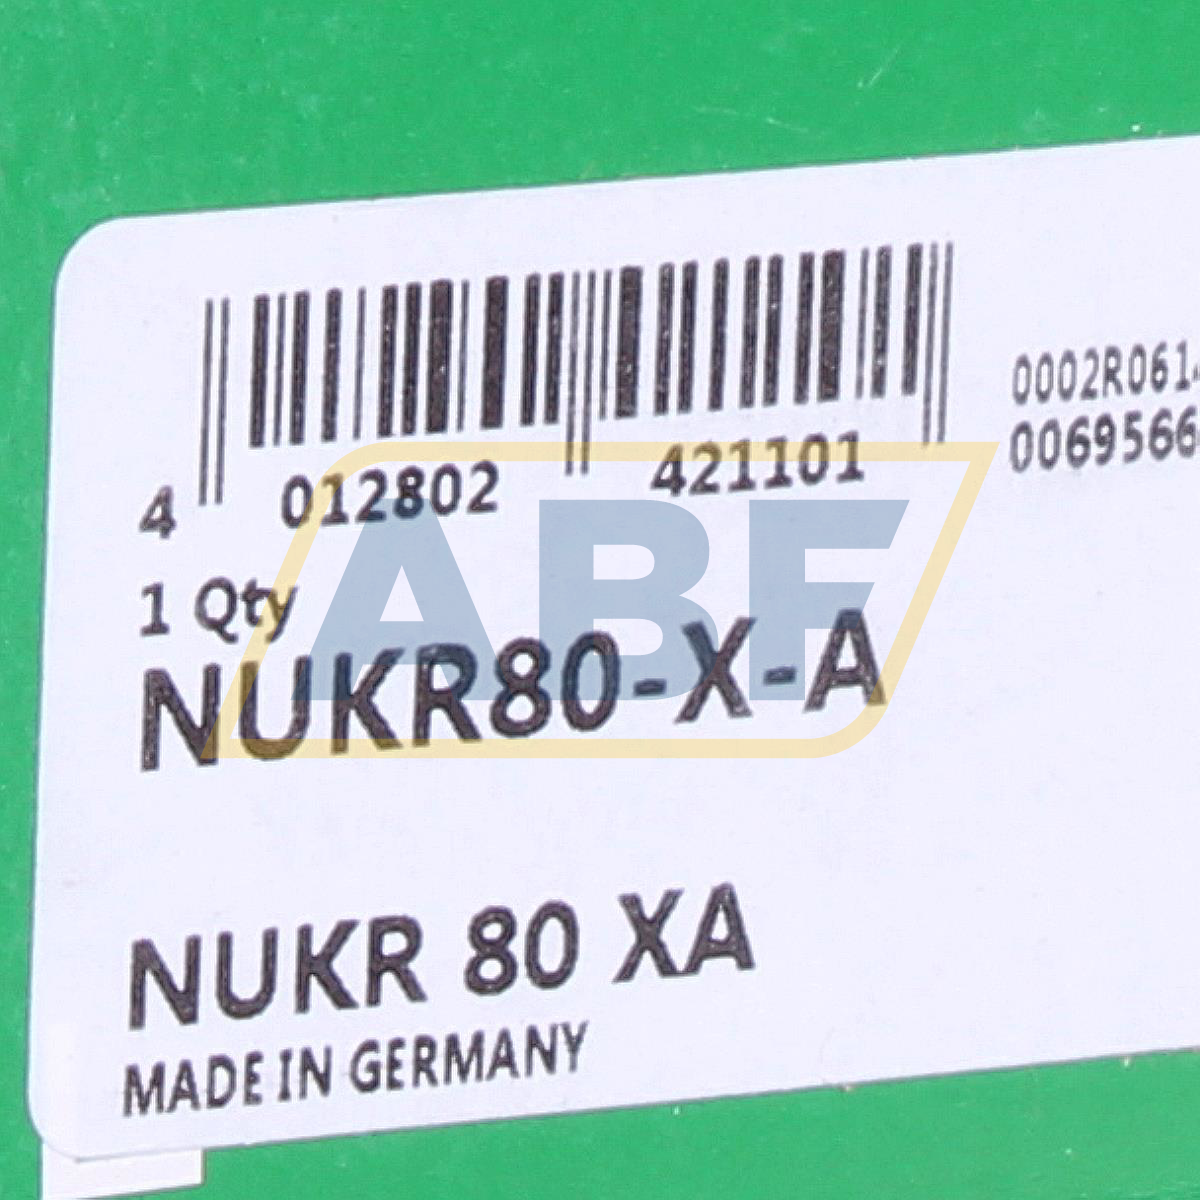 0002R061
0069566
4 012802 421101
1 Qty
NUKR80-X-A
ABF
NUKR 80 XA
MADE IN GERMANY